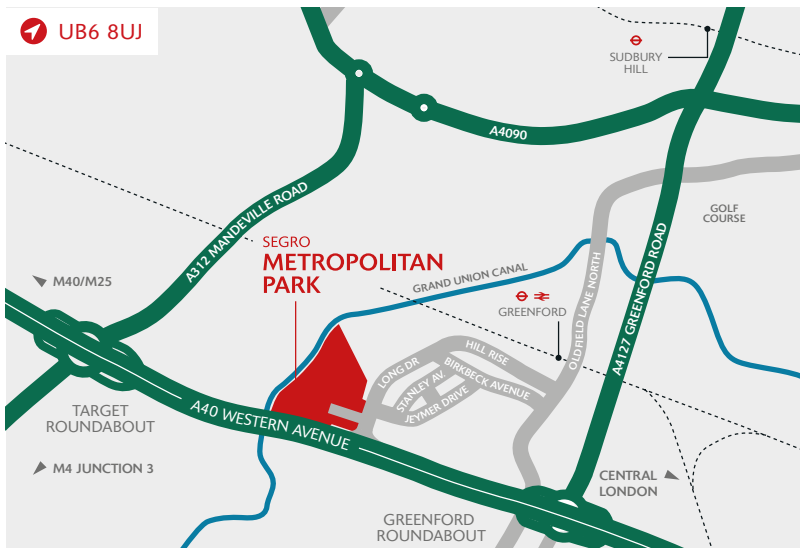 UB6 8UJ
SUDBURY
HILL
A4090
A312 MANDEVILLE ROAD
GOLF
COURSE
SEGRO
METROPOLITAN
PARK
M40/M25
GRAND UNION CANAL
GREENFORD
OLDFIELD LANE NORTH
A4127 GREENFORD ROAD
HILL RISE
LONG DR
BIRKBECK AVENUE
STANLEY AV.
JEYMER DRIVE
TARGET
ROUNDABOUT
A40 WESTERN AVENUE
M4 JUNCTION 3
CENTRAL
LONDON
GREENFORD
ROUNDABOUT